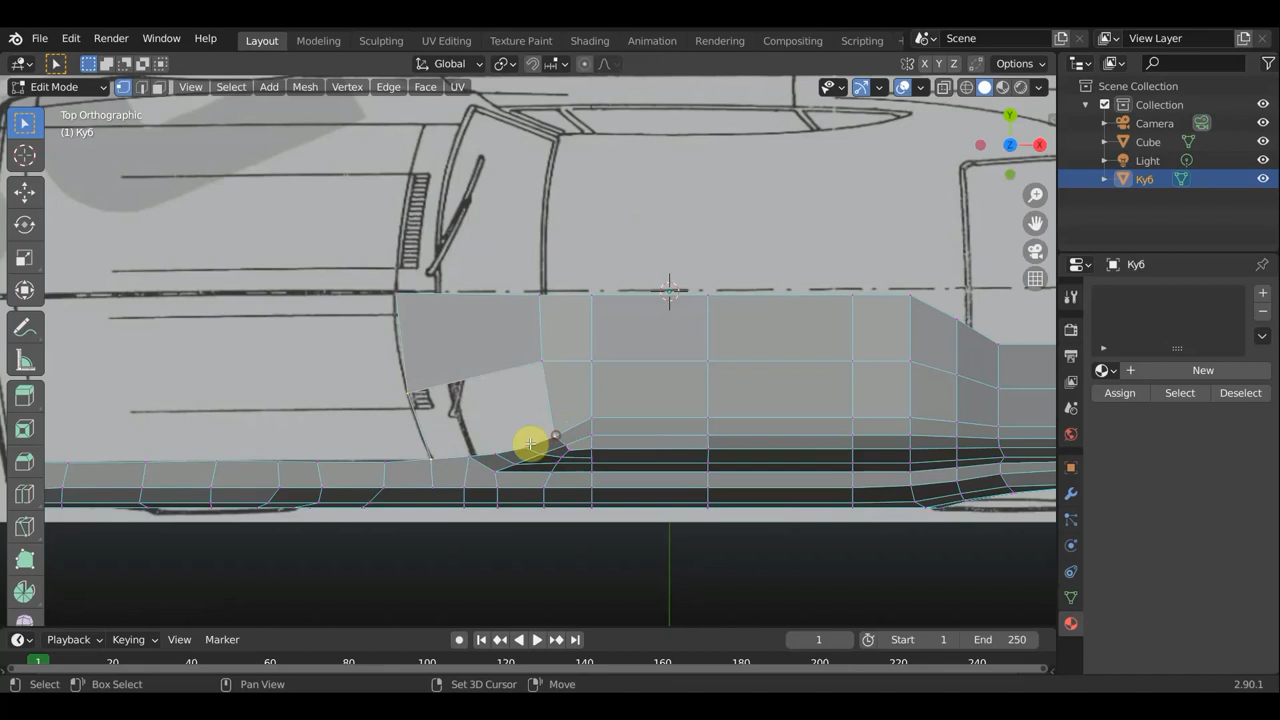 File Edit Render Window Help Layout Modeling Sculpting UV Editing Texture Paint Shading Animation Rendering Compositing Scripting + Scene View Layer
Global X Y Z Options
Edit Mode View Select Add Mesh Vertex Edge Face UV
Top Orthographic
(1) Куб
Y
Z X
Scene Collection
Collection
Camera
Cube
Light
Куб
Куб
+ New
Assign Select Deselect
Playback Keying View Marker 1 Start 1 End 250
1 20 40 60 80 100 120 140 160 180 200 220 240
Select Box Select Pan View Set 3D Cursor Move 2.90.1